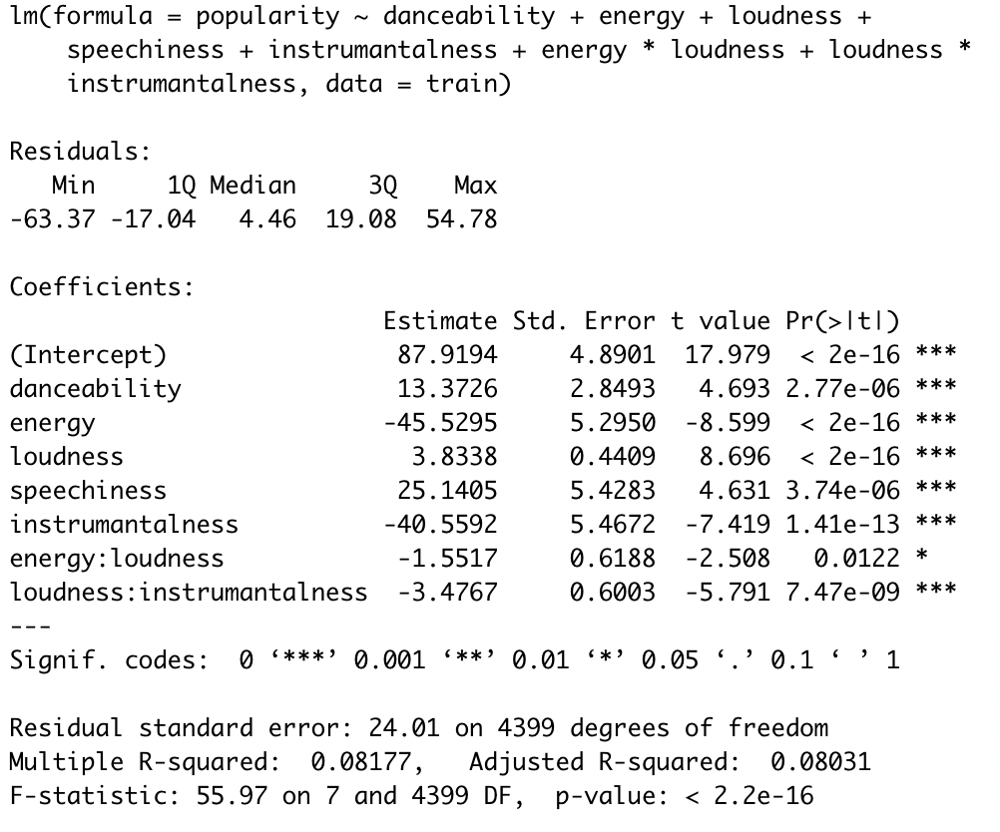 lm(formula = popularity ~ danceability + energy + loudness +
    speechiness + instrumantalness + energy * loudness + loudness *
    instrumantalness, data = train)

Residuals:
   Min     1Q Median     3Q    Max
-63.37 -17.04   4.46  19.08  54.78

Coefficients:
                          Estimate Std. Error t value Pr(>|t|)
(Intercept)                87.9194     4.8901  17.979  < 2e-16 ***
danceability               13.3726     2.8493   4.693 2.77e-06 ***
energy                    -45.5295     5.2950  -8.599  < 2e-16 ***
loudness                    3.8338     0.4409   8.696  < 2e-16 ***
speechiness                25.1405     5.4283   4.631 3.74e-06 ***
instrumantalness          -40.5592     5.4672  -7.419 1.41e-13 ***
energy:loudness            -1.5517     0.6188  -2.508   0.0122 *
loudness:instrumantalness  -3.4767     0.6003  -5.791 7.47e-09 ***
---
Signif. codes:  0 ‘***’ 0.001 ‘**’ 0.01 ‘*’ 0.05 ‘.’ 0.1 ‘ ’ 1

Residual standard error: 24.01 on 4399 degrees of freedom
Multiple R-squared:  0.08177,	Adjusted R-squared:  0.08031
F-statistic: 55.97 on 7 and 4399 DF,  p-value: < 2.2e-16